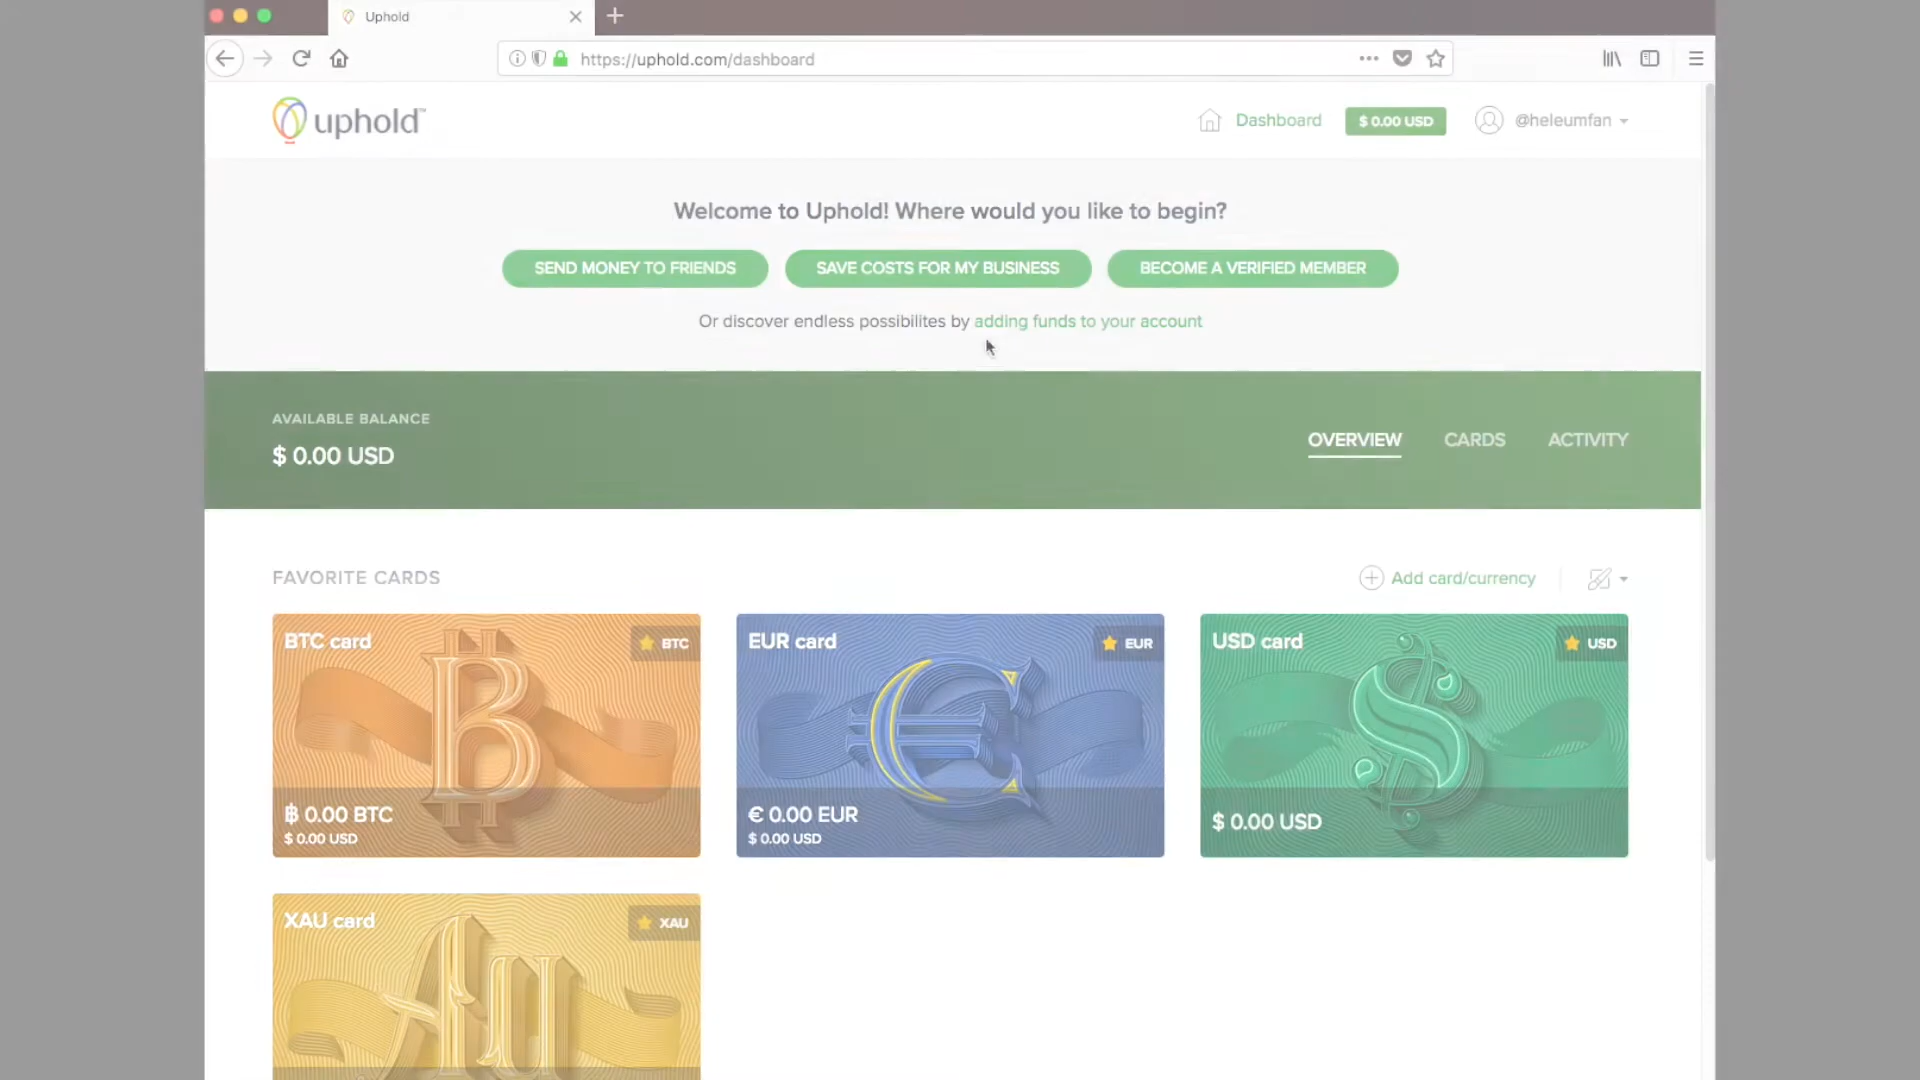 Uphold
https://uphold.com/dashboard
uphold™
Dashboard
$ 0.00 USD
@heleumfan
Welcome to Uphold! Where would you like to begin?
SEND MONEY TO FRIENDS
SAVE COSTS FOR MY BUSINESS
BECOME A VERIFIED MEMBER
Or discover endless possibilites by adding funds to your account
AVAILABLE BALANCE
$ 0.00 USD
OVERVIEW
CARDS
ACTIVITY
FAVORITE CARDS
Add card/currency
BTC card
BTC
฿ 0.00 BTC
$ 0.00 USD
EUR card
EUR
€ 0.00 EUR
$ 0.00 USD
USD card
USD
$ 0.00 USD
XAU card
XAU